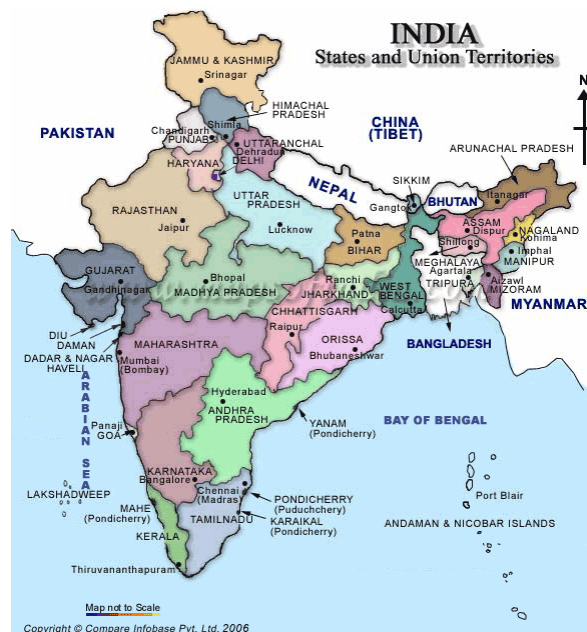 INDIA
States and Union Territories
N
JAMMU & KASHMIR
Srinagar
HIMACHAL
PRADESH
PAKISTAN
CHINA
(TIBET)
Chandigarh
Shimla
PUNJAB
UTTARANCHAL
Dehradun
HARYANA
DELHI
ARUNACHAL PRADESH
NEPAL
SIKKIM
Gangtok
BHUTAN
Itanagar
RAJASTHAN
Jaipur
UTTAR
PRADESH
Lucknow
ASSAM
Dispur
NAGALAND
Kohima
Shillong
MEGHALAYA
Imphal
MANIPUR
Patna
BIHAR
Agartala
TRIPURA
Aizawl
MIZORAM
MYANMAR
GUJARAT
Gandhinagar
Bhopal
MADHYA PRADESH
Ranchi
JHARKHAND
WEST
BENGAL
Calcutta
BANGLADESH
CHHATTISGARH
Raipur
ORISSA
Bhubaneshwar
DIU
DAMAN
DADAR & NAGAR
HAVELI
MAHARASHTRA
Mumbai
(Bombay)
ARABIAN SEA
Hyderabad
ANDHRA
PRADESH
YANAM
(Pondicherry)
BAY OF BENGAL
Panaji
GOA
KARNATAKA
Bangalore
Chennai
(Madras)
PONDICHERRY
(Puduchery)
LAKSHADWEEP
MAHE
(Pondicherry)
TAMILNADU
KARAIKAL
(Pondicherry)
KERALA
Thiruvananthapuram
Port Blair
ANDAMAN & NICOBAR ISLANDS
Map not to Scale
Copyright © Compare Infobase Pvt. Ltd. 2006